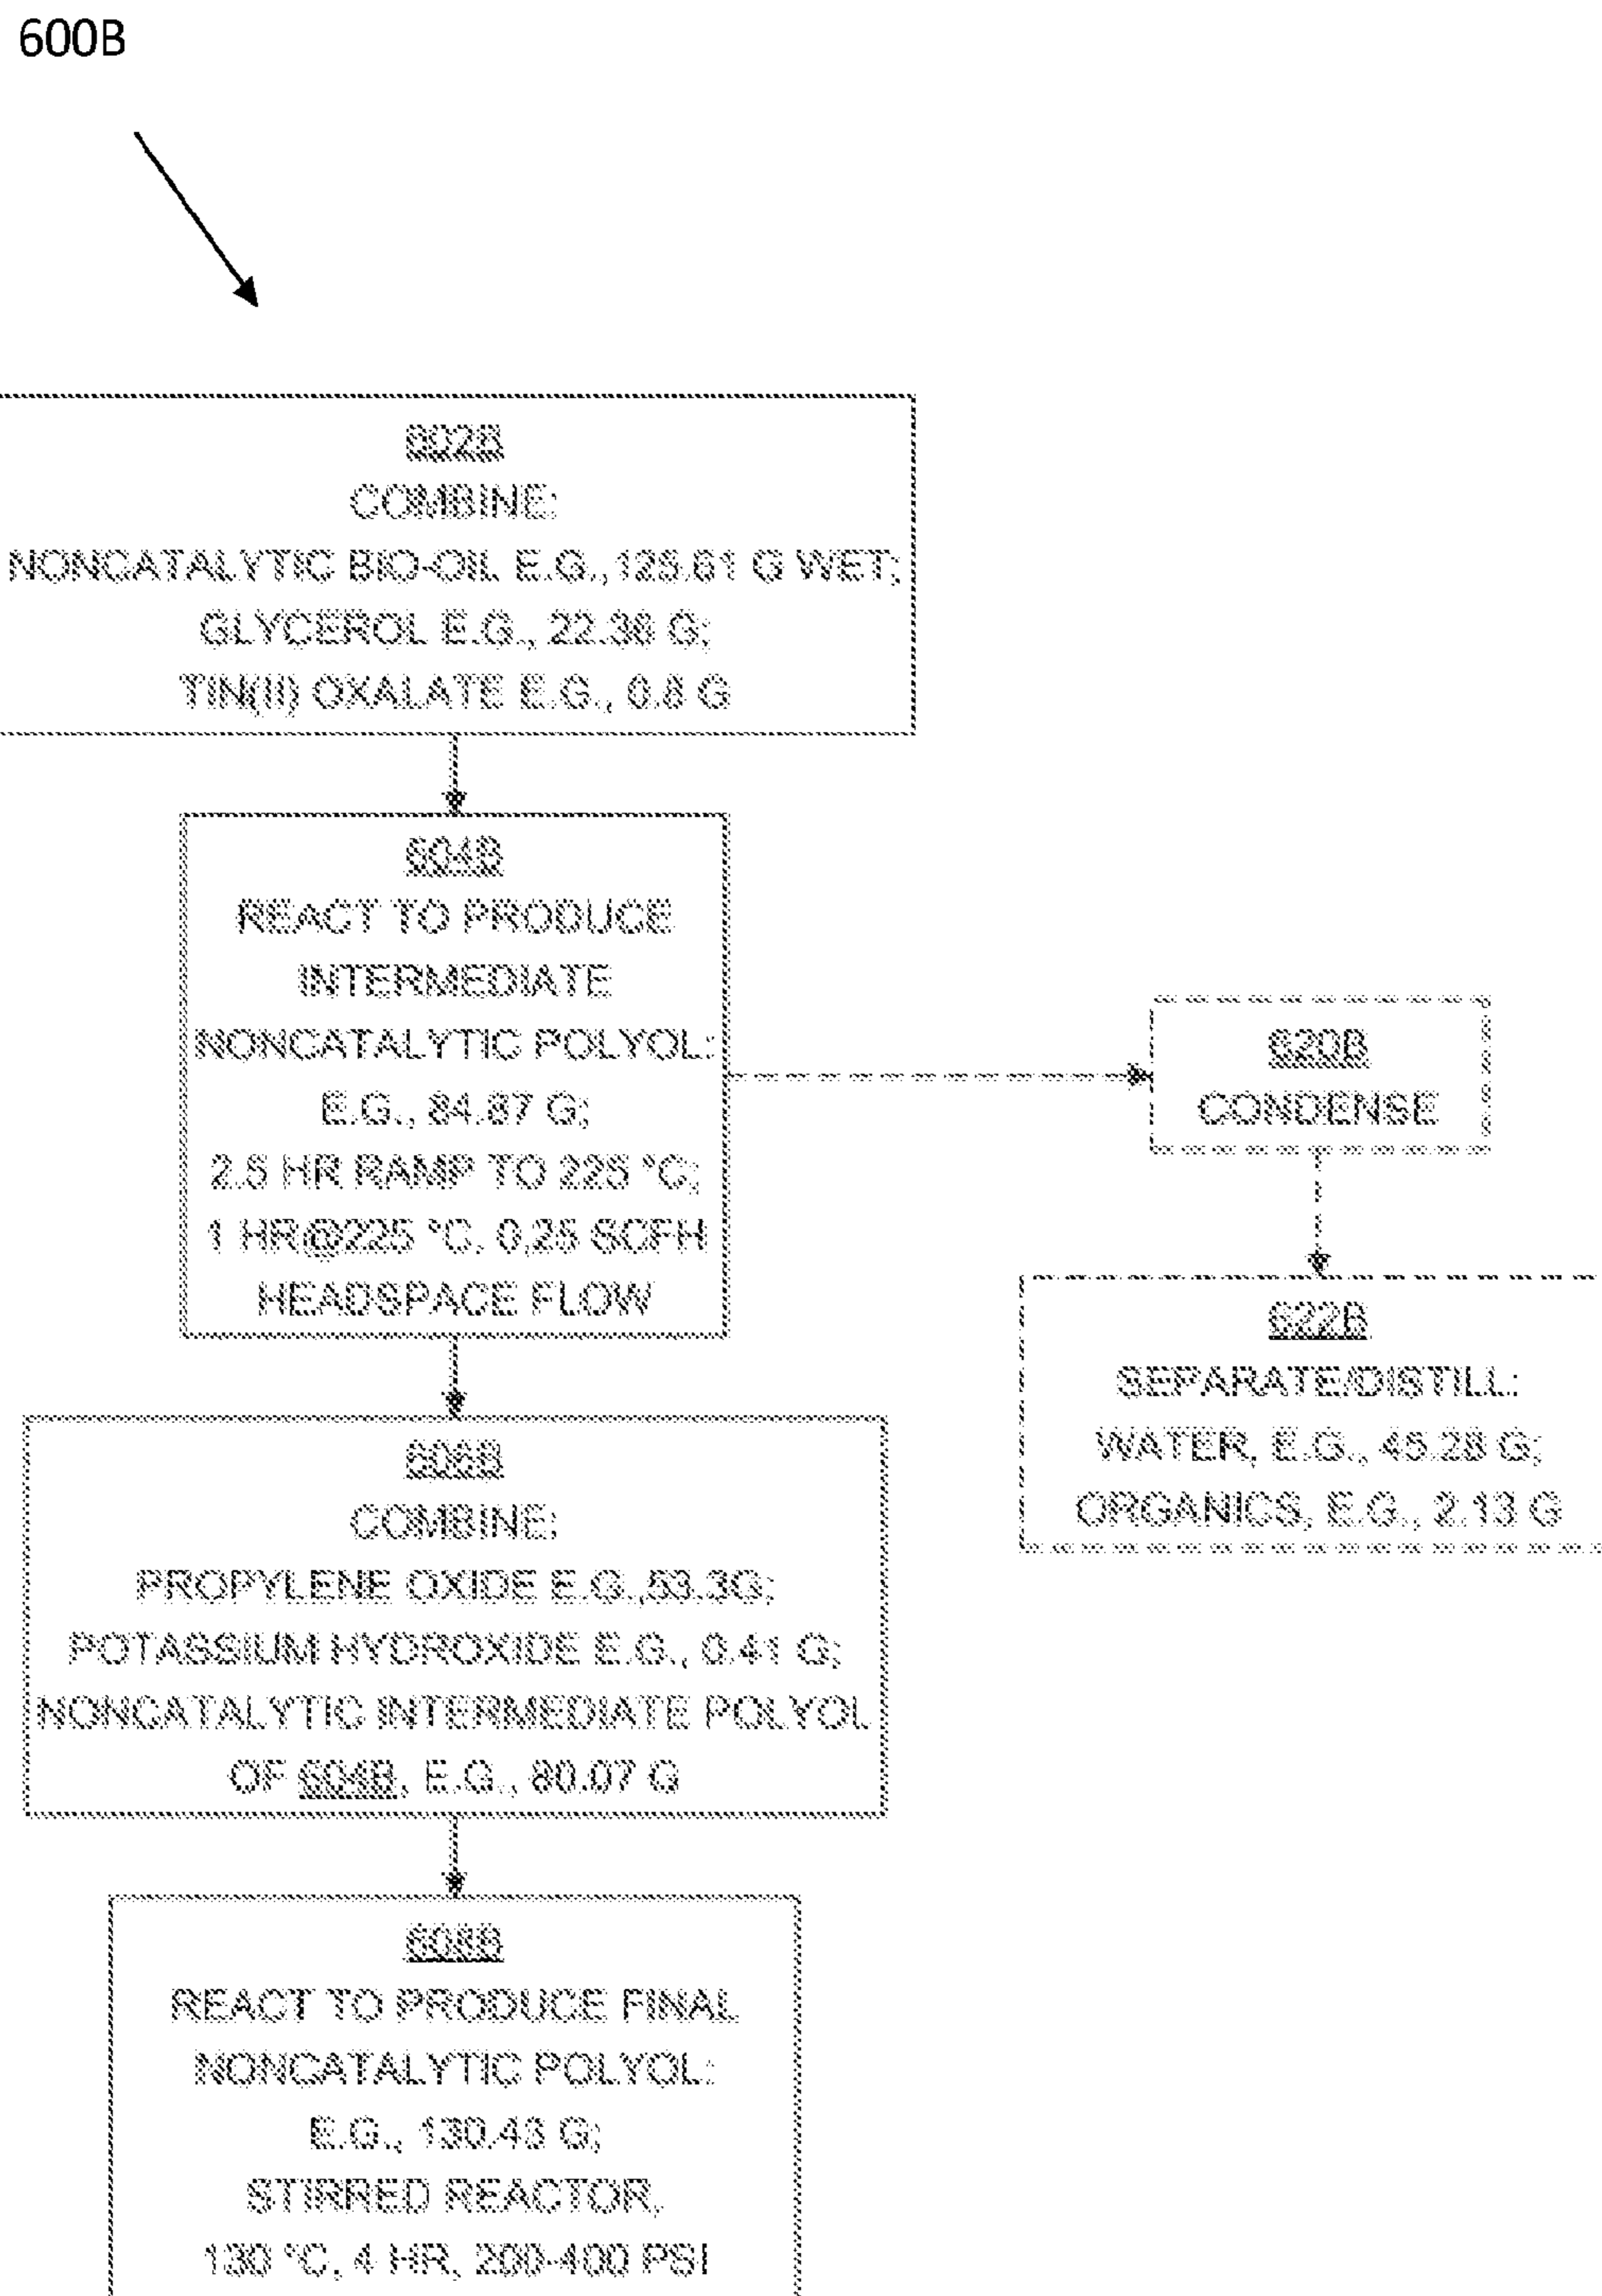 600B
602B
COMBINE:
NONCATALYTIC BIO-OIL E.G.,125.61 G WET;
GLYCEROL E.G., 22.36 G;
TIN(II) OXALATE E.G., 0.8 G
604B
REACT TO PRODUCE
INTERMEDIATE
NONCATALYTIC POLYOL:
E.G., 84.87 G;
2.5 HR RAMP TO 225 °C;
1 HR@225 °C, 0.25 SCFH
HEADSPACE FLOW
620B
CONDENSE
622B
SEPARATE/DISTILL:
WATER, E.G., 45.28 G;
ORGANICS, E.G., 2.13 G
606B
COMBINE:
PROPYLENE OXIDE E.G.,53.3G;
POTASSIUM HYDROXIDE E.G., 0.41 G;
NONCATALYTIC INTERMEDIATE POLYOL
OF 604B, E.G., 80.07 G
608B
REACT TO PRODUCE FINAL
NONCATALYTIC POLYOL:
E.G., 130.43 G;
STIRRED REACTOR,
130 °C, 4 HR, 200-400 PSI